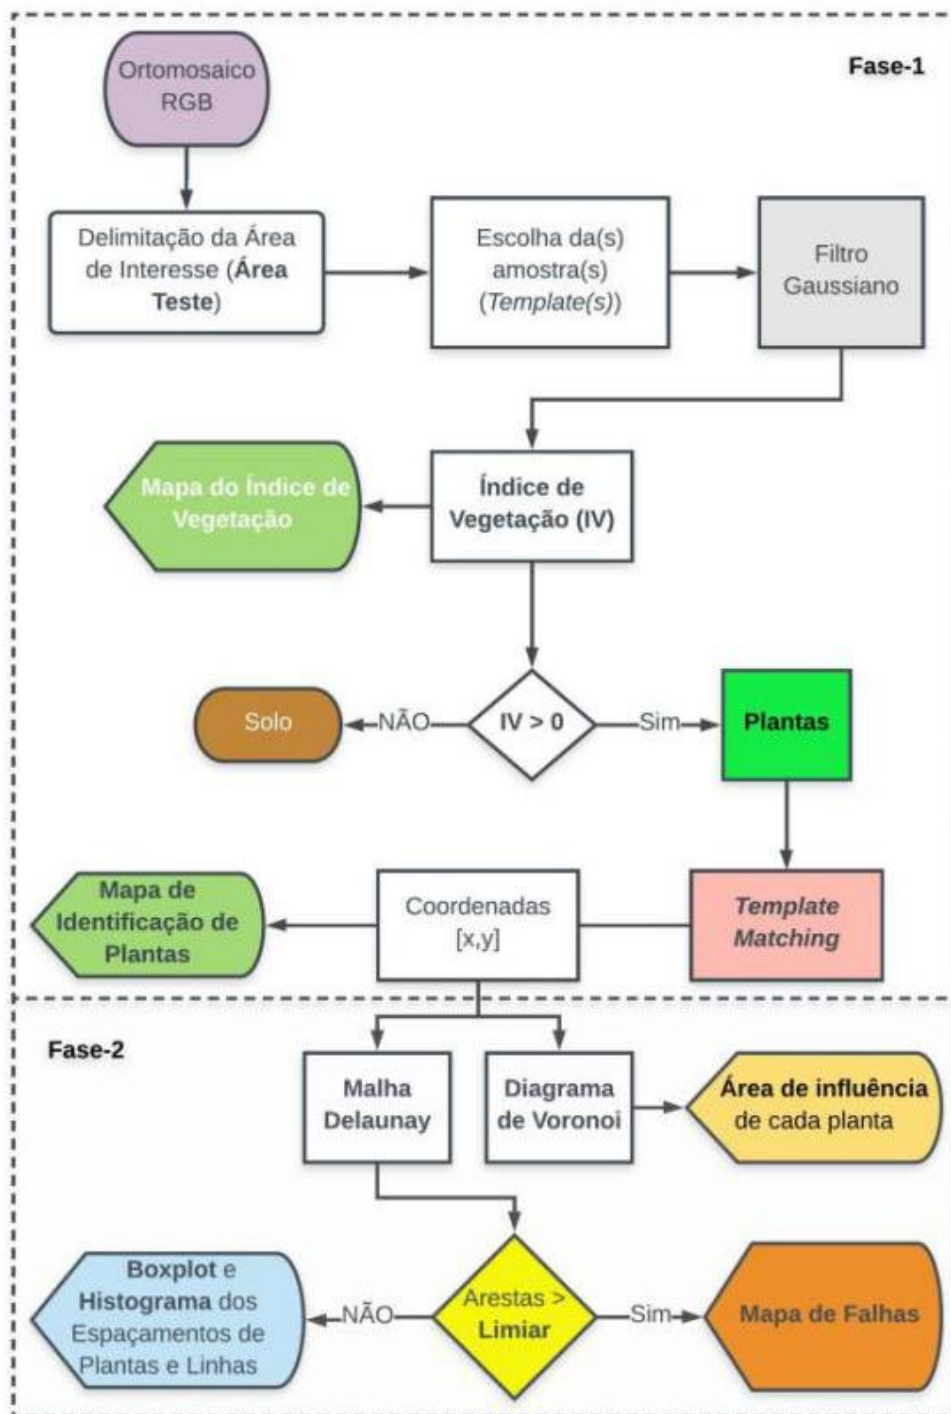 Ortomosaico
RGB
Fase-1
Delimitação da Área
de Interesse (Área
Teste)
Escolha da(s)
amostra(s)
(Template(s))
Filtro
Gaussiano
Mapa do Índice de
Vegetação
Índice de
Vegetação (IV)
Solo
NÃO
IV > 0
Sim
Plantas
Mapa de
Identificação de
Plantas
Coordenadas
[x,y]
Template
Matching
Fase-2
Malha
Delaunay
Diagrama
de Voronoi
Área de influência
de cada planta
Boxplot e
Histograma dos
Espaçamentos de
Plantas e Linhas
NÃO
Arestas >
Limiar
Sim
Mapa de Falhas